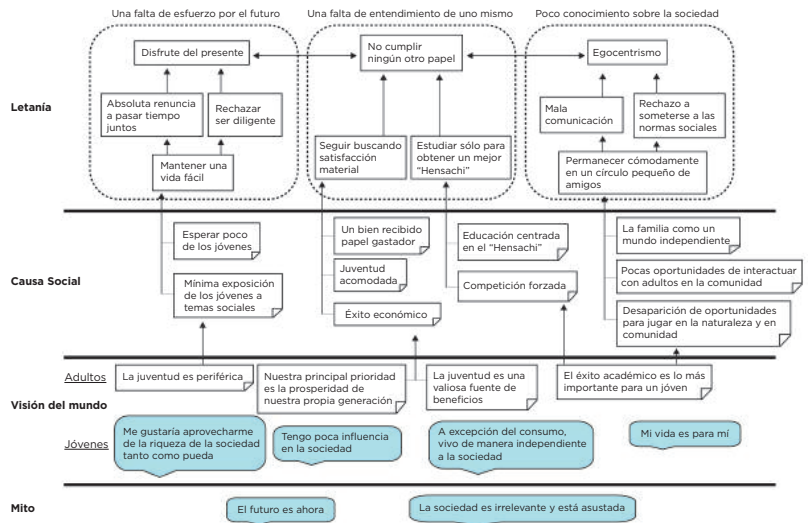 Una falta de esfuerzo por el futuro
Una falta de entendimiento de uno mismo
Poco conocimiento sobre la sociedad
Disfrute del presente
No cumplir
ningún otro papel
Egocentrismo
Letanía
Absoluta renuncia
a pasar tiempo
juntos
Rechazar
ser diligente
Mala
comunicación
Rechazo a
someterse a las
normas sociales
Mantener una
vida fácil
Seguir buscando
satisfacción
material
Estudiar sólo para
obtener un mejor
"Hensachi"
Permanecer cómodamente
en un círculo pequeño de
amigos
Causa Social
Esperar poco
de los jóvenes
Mínima exposición
de los jóvenes a
temas sociales
Un bien recibido
papel gastador
Juventud
acomodada
Éxito económico
Educación centrada
en el "Hensachi"
Competición forzada
La familia como un
mundo independiente
Pocas oportunidades de interactuar
con adultos en la comunidad
Desaparición de oportunidades
para jugar en la naturaleza y en
comunidad
Visión del mundo
Adultos
La juventud es periférica
Nuestra principal prioridad
es la prosperidad de
nuestra propia generación
La juventud es una
valiosa fuente de
beneficios
El éxito académico es lo más
importante para un jóven
Jóvenes
Me gustaría aprovecharme
de la riqueza de la sociedad
tanto como pueda
Tengo poca influencia
en la sociedad
A excepción del consumo,
vivo de manera independiente
a la sociedad
Mi vida es para mí
Mito
El futuro es ahora
La sociedad es irrelevante y está asustada